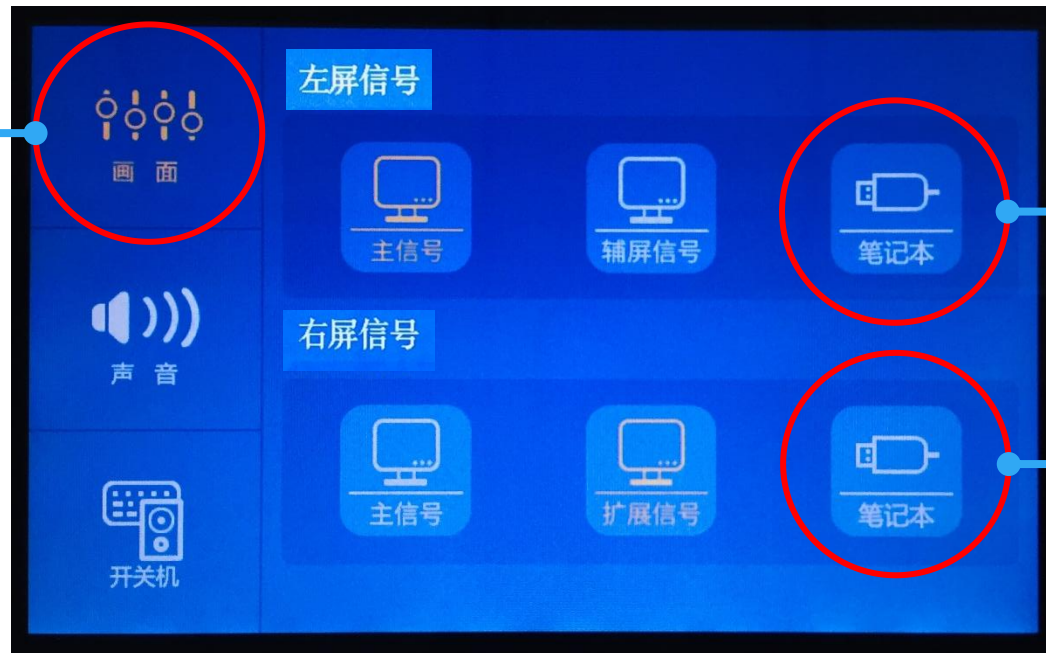 画面
声音
开关机
左屏信号
主信号
辅屏信号
笔记本
右屏信号
主信号
扩展信号
笔记本